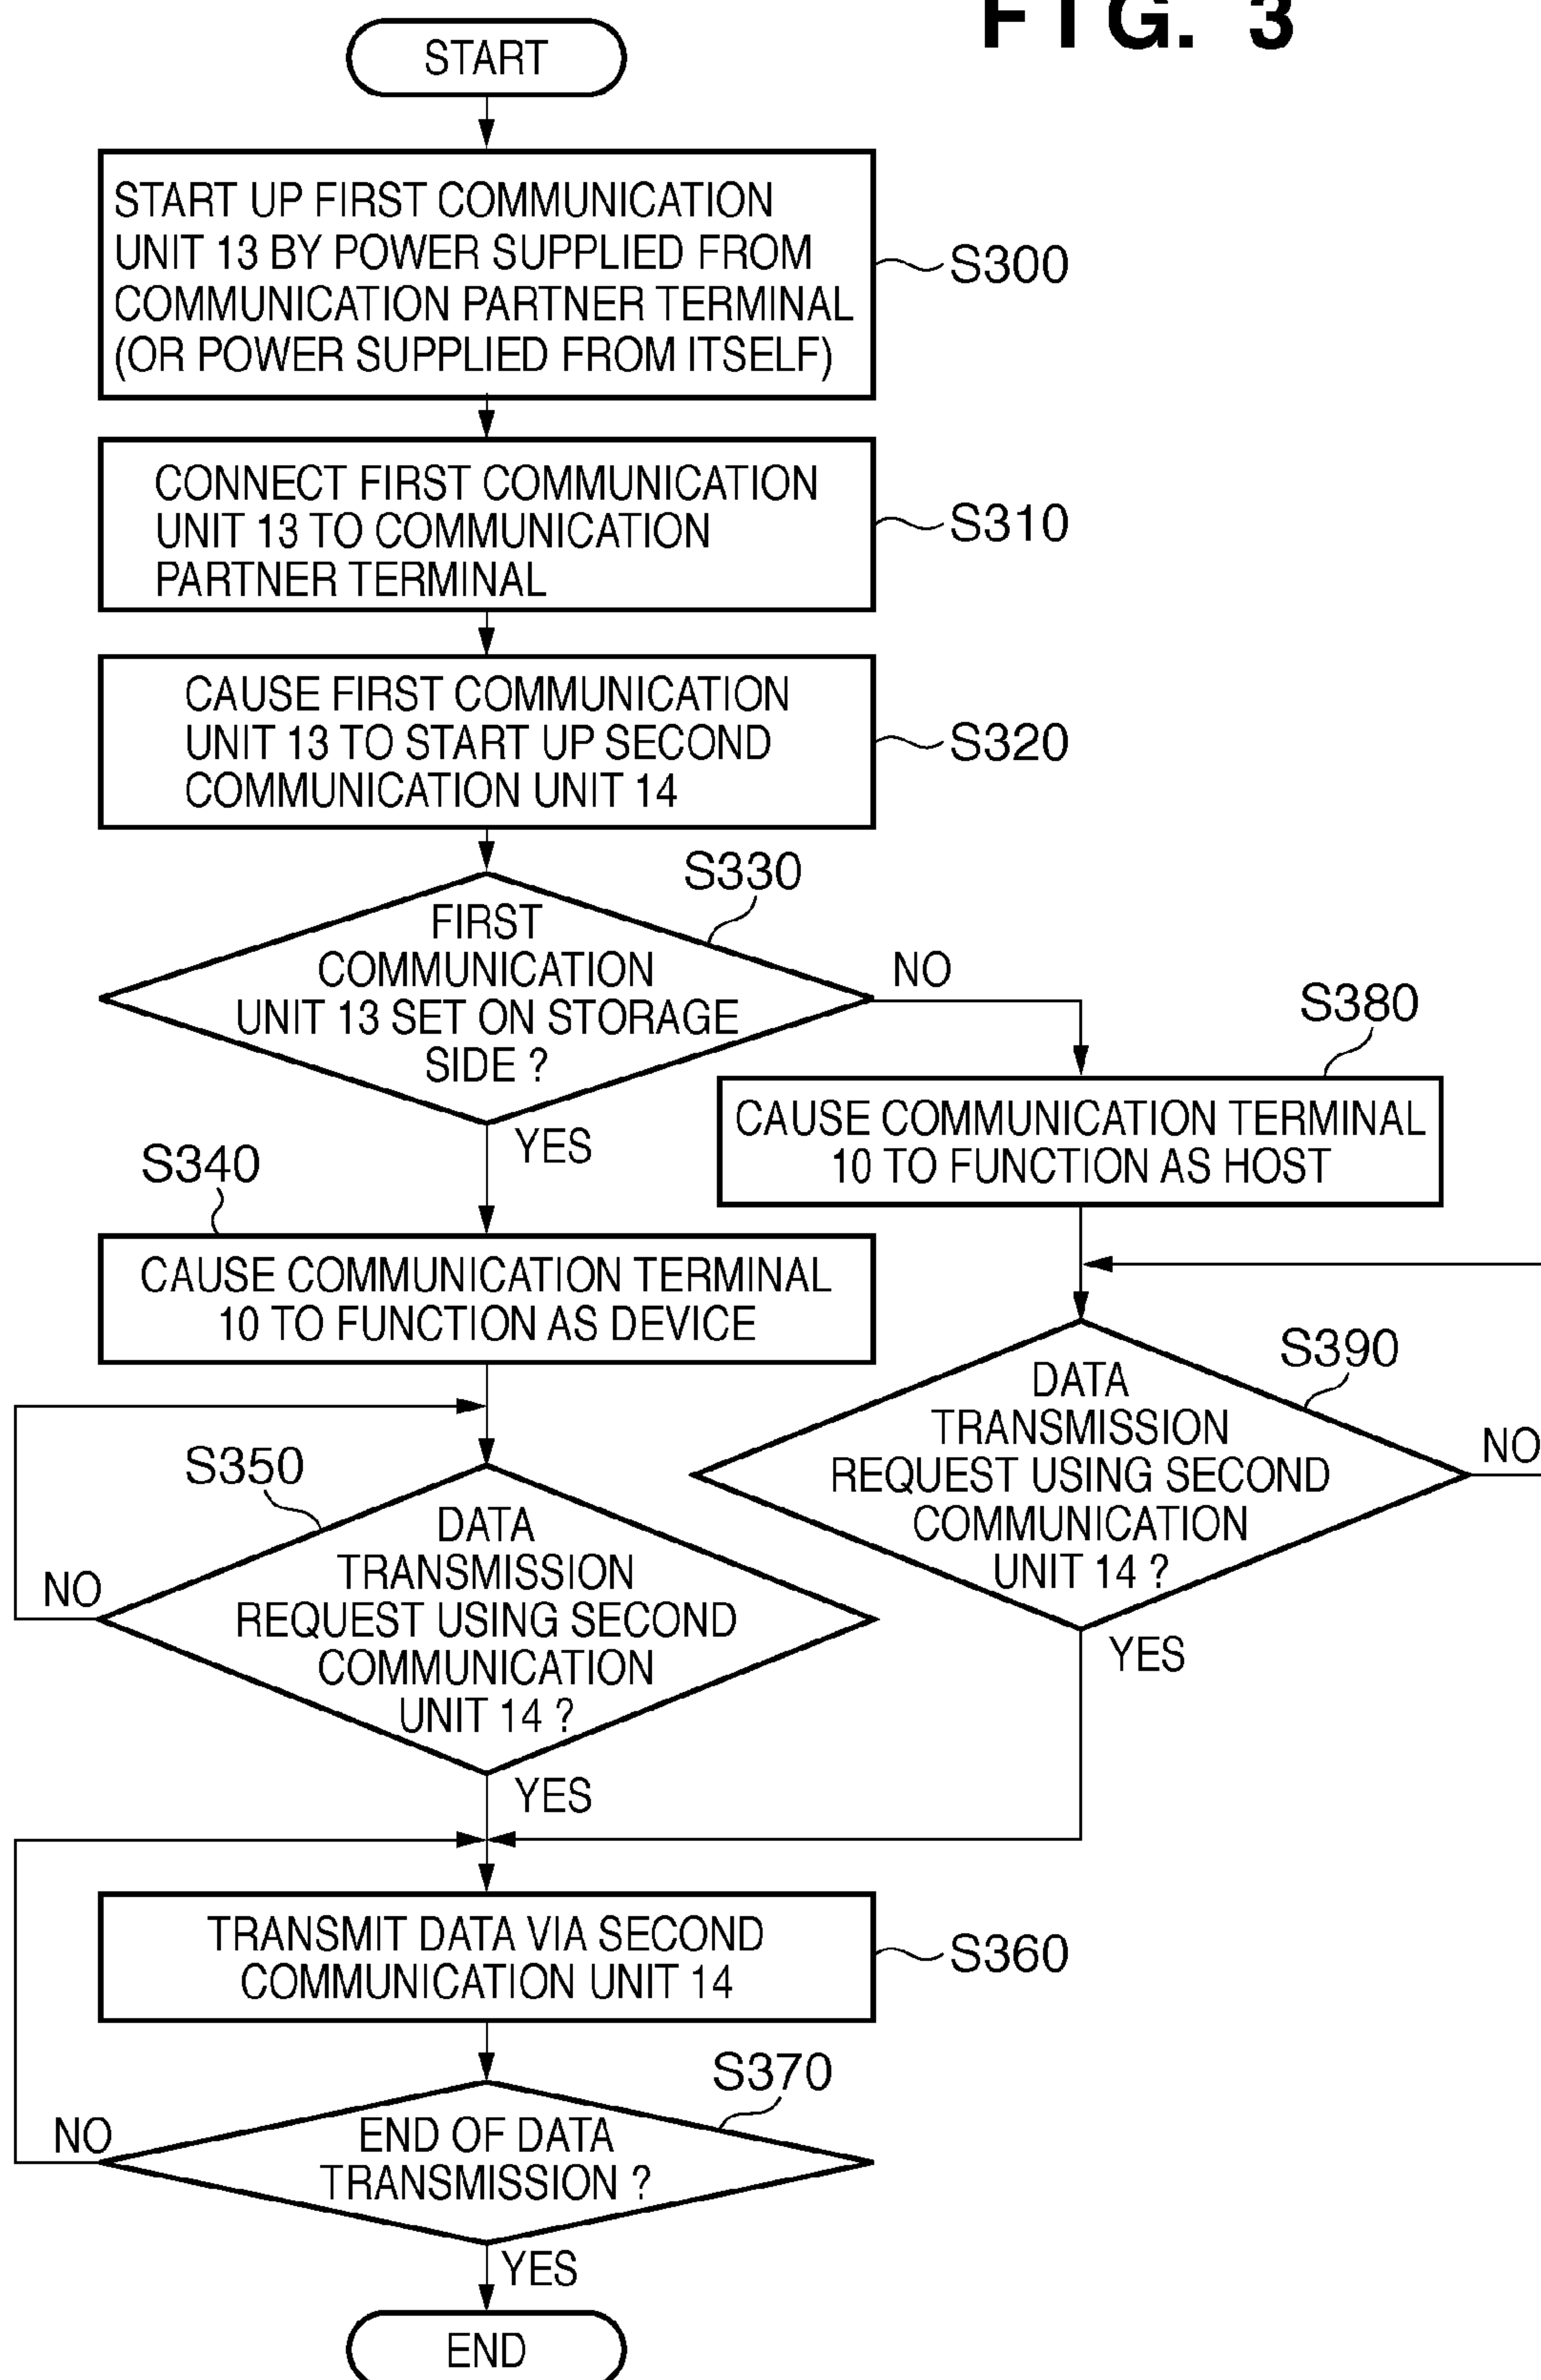 FIG. 3
START
START UP FIRST COMMUNICATION
UNIT 13 BY POWER SUPPLIED FROM
COMMUNICATION PARTNER TERMINAL
(OR POWER SUPPLIED FROM ITSELF)
S300
CONNECT FIRST COMMUNICATION
UNIT 13 TO COMMUNICATION
PARTNER TERMINAL
S310
CAUSE FIRST COMMUNICATION
UNIT 13 TO START UP SECOND
COMMUNICATION UNIT 14
S320
S330
FIRST
COMMUNICATION
UNIT 13 SET ON STORAGE
SIDE ?
NO
YES
S380
CAUSE COMMUNICATION TERMINAL
10 TO FUNCTION AS HOST
S340
CAUSE COMMUNICATION TERMINAL
10 TO FUNCTION AS DEVICE
S390
DATA
TRANSMISSION
REQUEST USING SECOND
COMMUNICATION
UNIT 14 ?
NO
YES
S350
DATA
TRANSMISSION
REQUEST USING SECOND
COMMUNICATION
UNIT 14 ?
NO
YES
TRANSMIT DATA VIA SECOND
COMMUNICATION UNIT 14
S360
S370
END OF DATA
TRANSMISSION ?
NO
YES
END